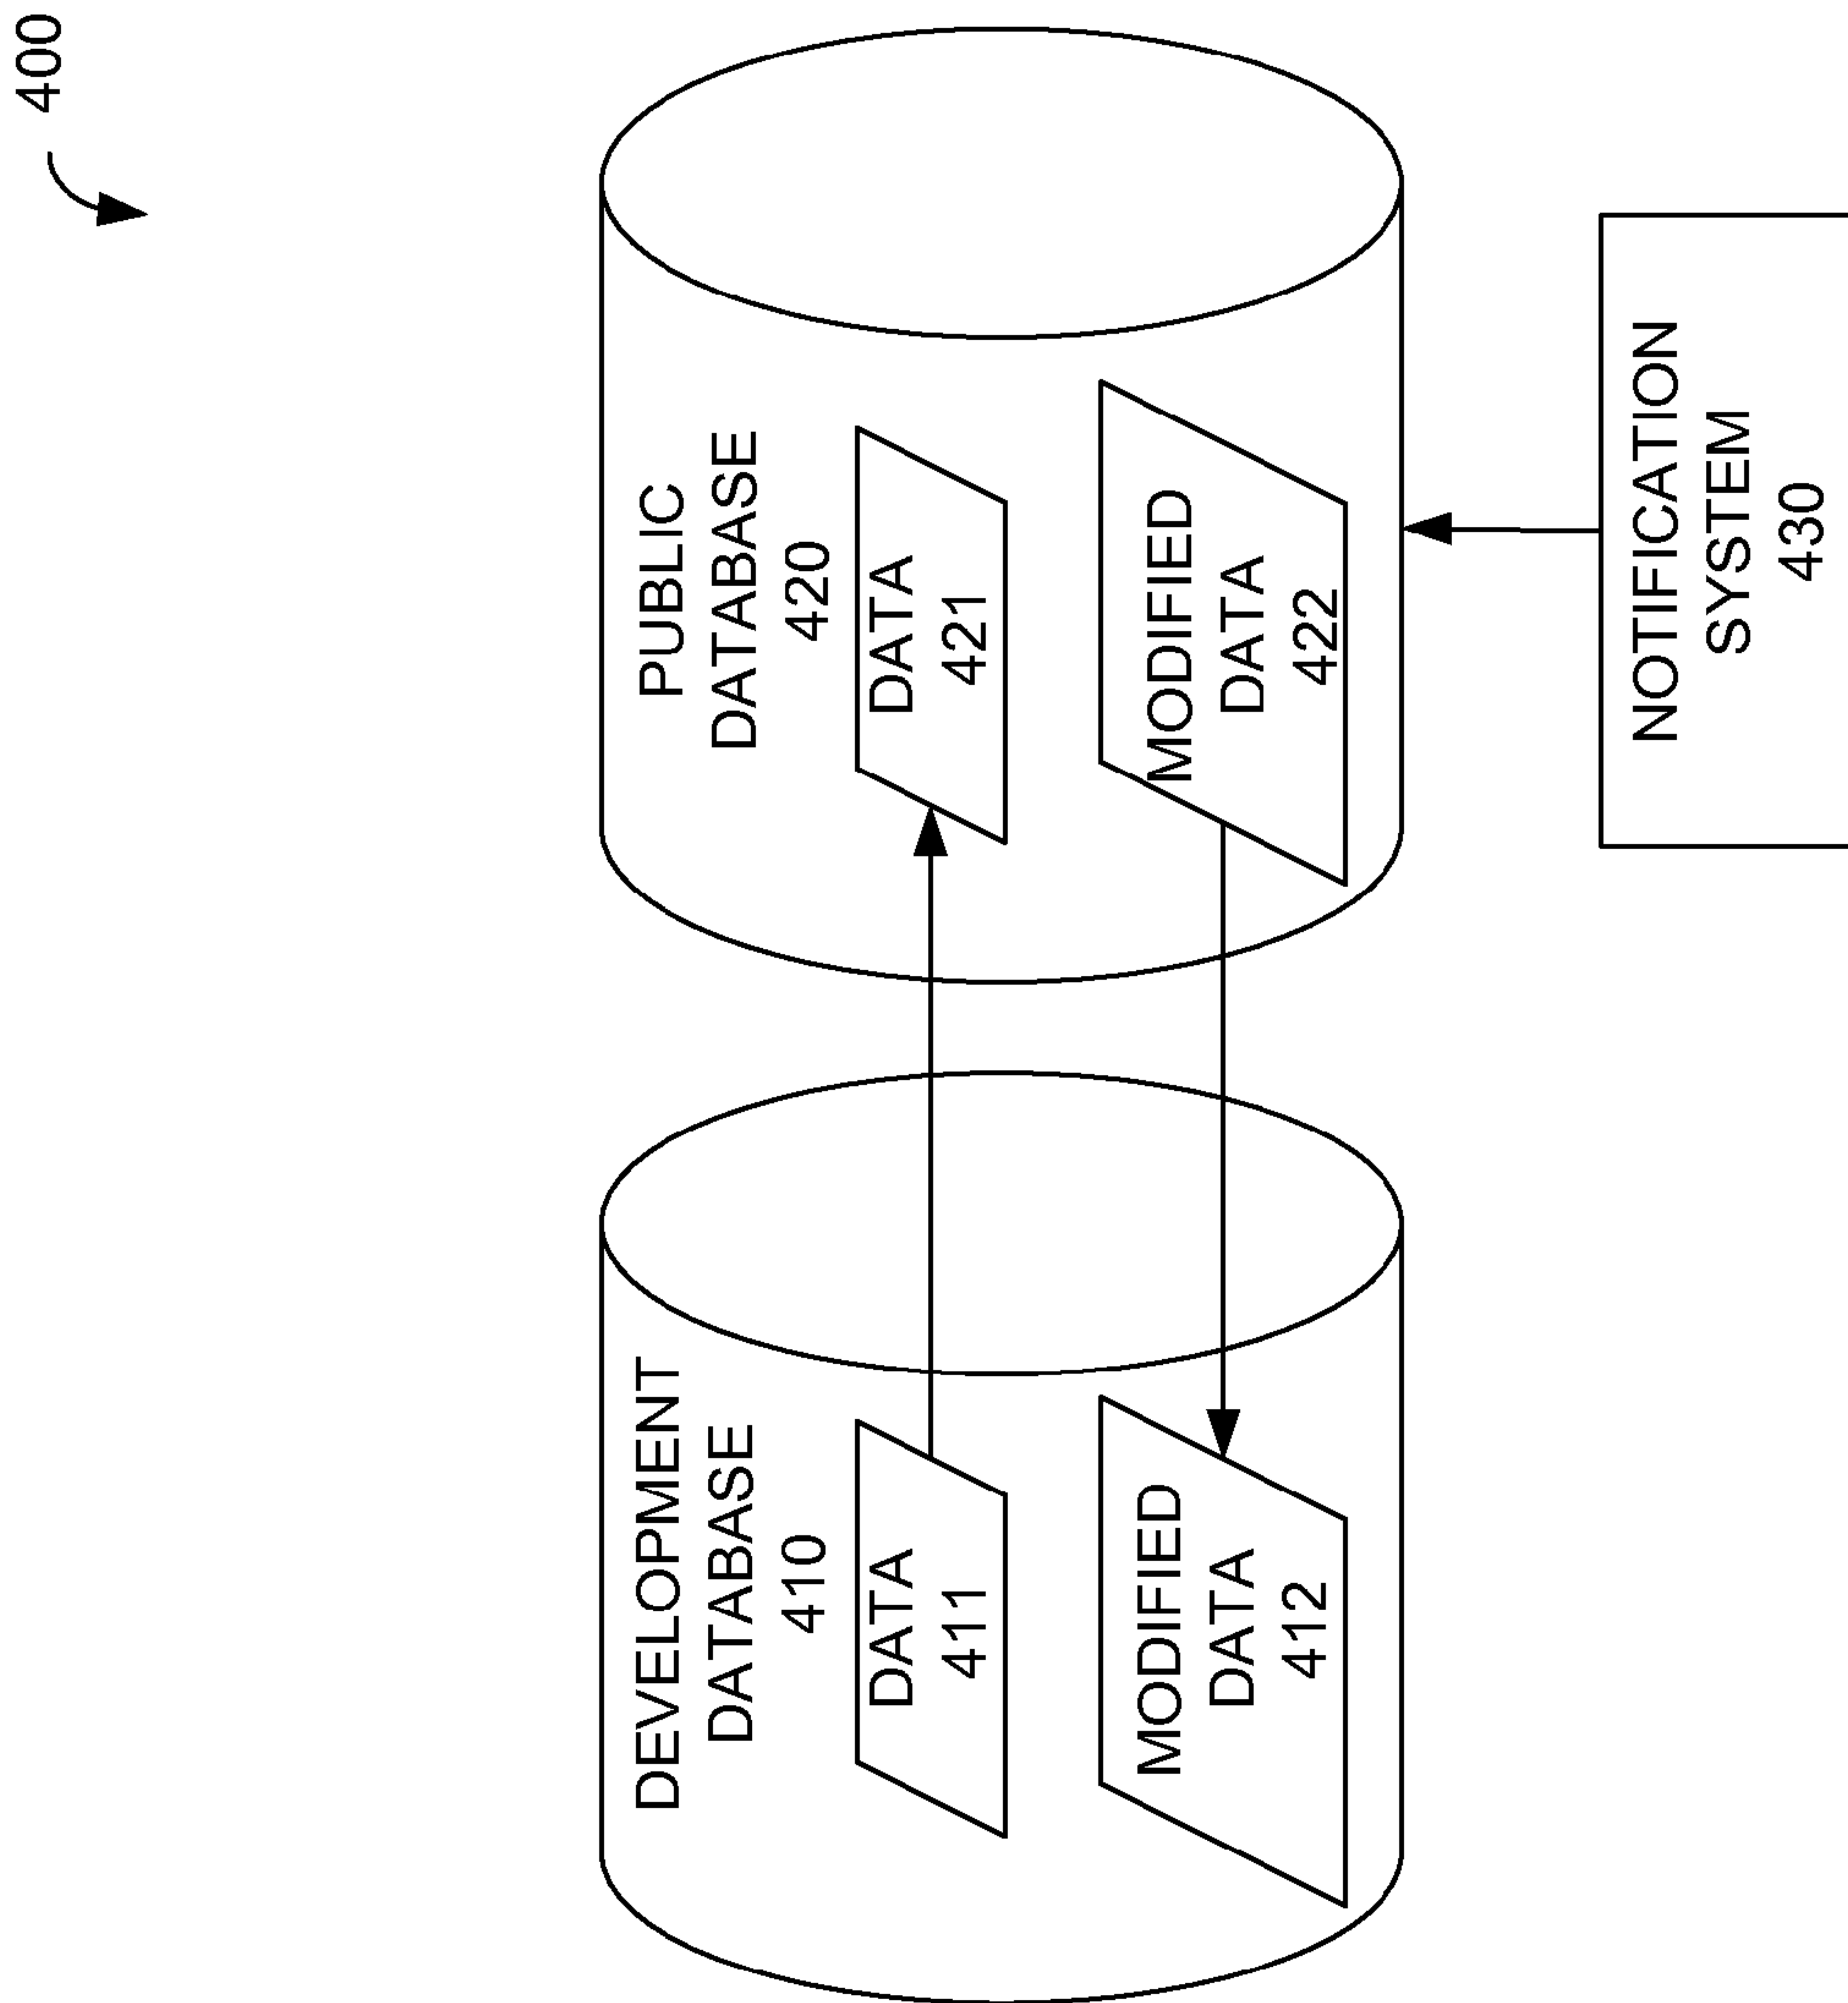 400
DEVELOPMENT
DATABASE
410
DATA
411
MODIFIED
DATA
412
PUBLIC
DATABASE
420
DATA
421
MODIFIED
DATA
422
NOTIFICATION
SYSTEM
430